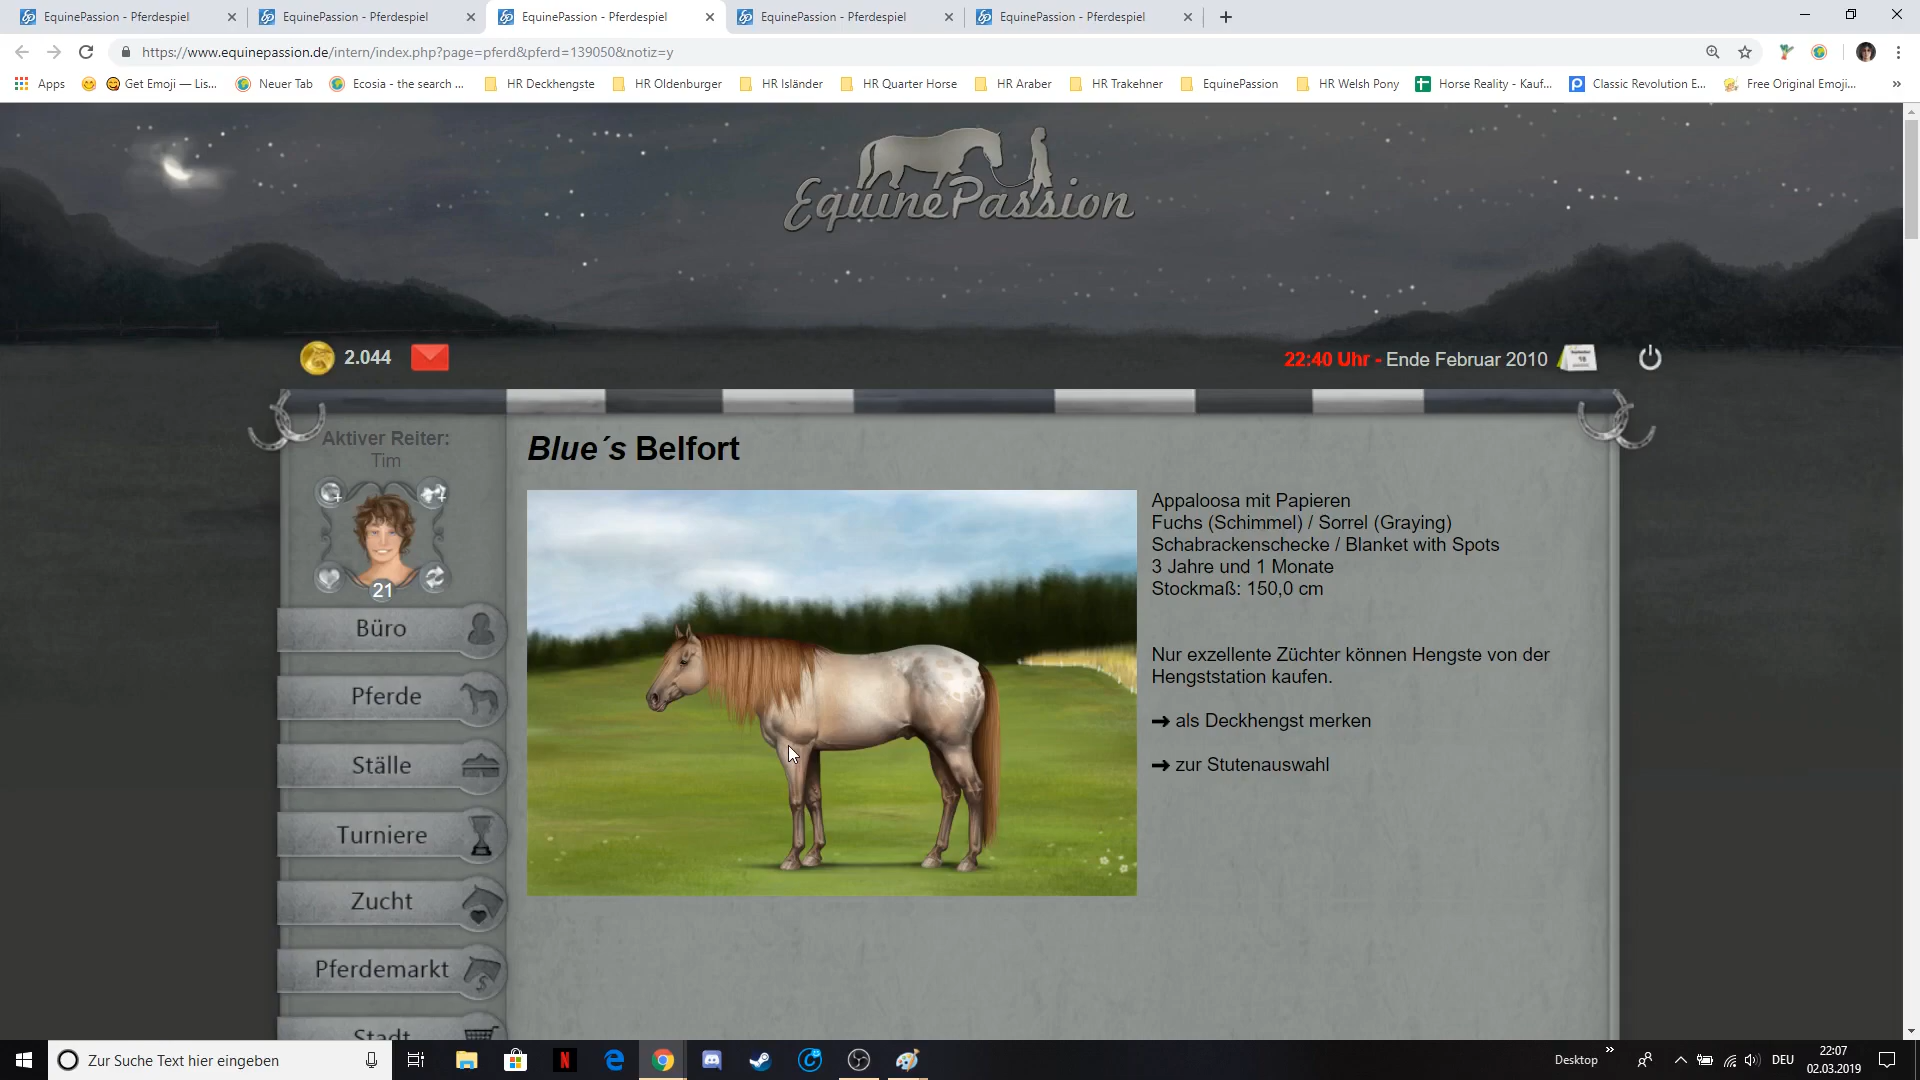 EquinePassion - Pferdespiel
EquinePassion - Pferdespiel
EquinePassion - Pferdespiel
EquinePassion - Pferdespiel
EquinePassion - Pferdespiel
https://www.equinepassion.de/intern/index.php?page=pferd&pferd=139050&notiz=y
Apps
Get Emoji — Lis...
Neuer Tab
Ecosia - the search ...
HR Deckhengste
HR Oldenburger
HR Isländer
HR Quarter Horse
HR Araber
HR Trakehner
EquinePassion
HR Welsh Pony
Horse Reality - Kauf...
Classic Revolution E...
Free Original Emoji...
EquinePassion
2.044
22:40 Uhr - Ende Februar 2010
Aktiver Reiter:
Tim
21
Büro
Pferde
Ställe
Turniere
Zucht
Pferdemarkt
Stadt
Blue´s Belfort
Appaloosa mit Papieren
Fuchs (Schimmel) / Sorrel (Graying)
Schabrackenschecke / Blanket with Spots
3 Jahre und 1 Monate
Stockmaß: 150,0 cm
Nur exzellente Züchter können Hengste von der
Hengststation kaufen.
➞ als Deckhengst merken
➞ zur Stutenauswahl
Zur Suche Text hier eingeben
Desktop
DEU
22:07
02.03.2019